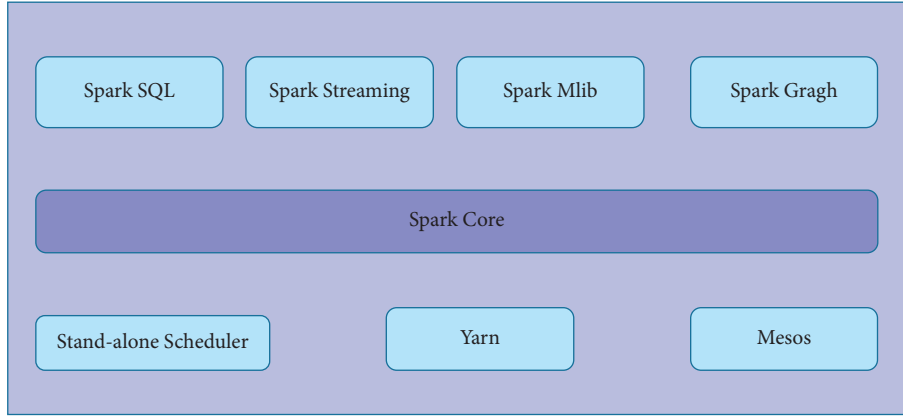 Spark SQL
Spark Streaming
Spark Mlib
Spark Gragh
Spark Core
Stand-alone Scheduler
Yarn
Mesos